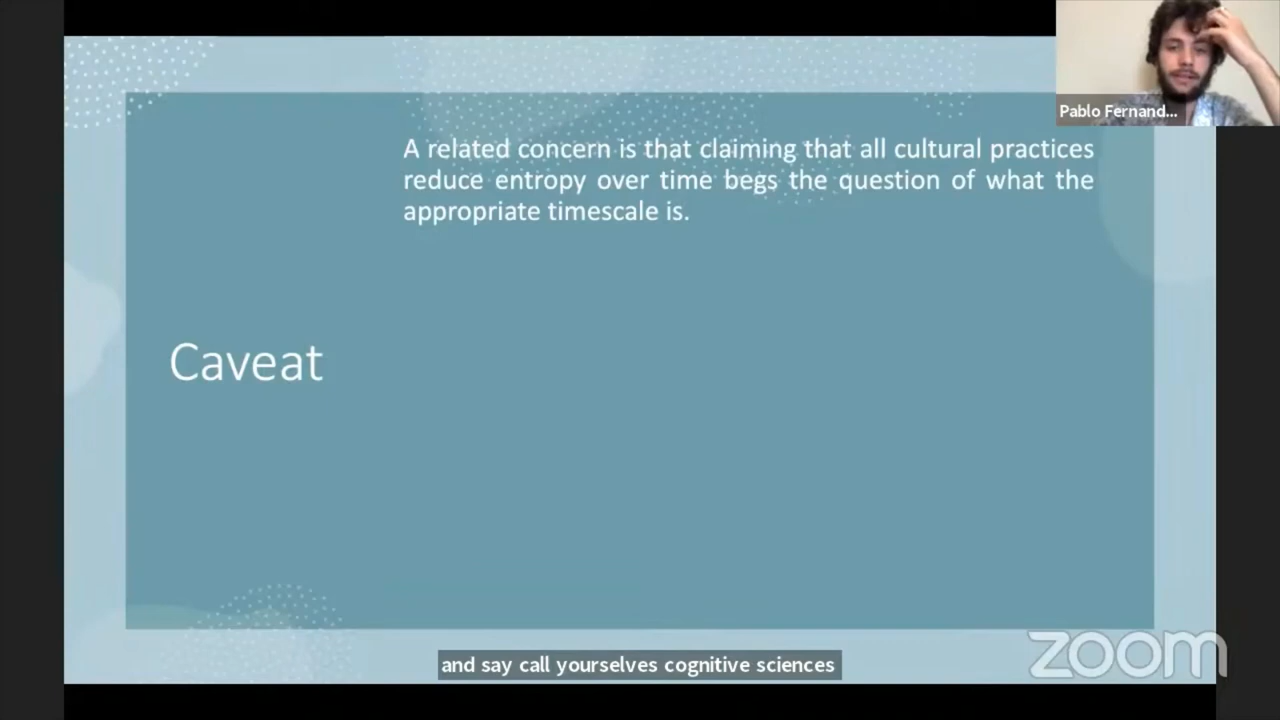 Pablo Fernand...
A related concern is that claiming that all cultural practices
reduce entropy over time begs the question of what the
appropriate timescale is.
Caveat
and say call yourselves cognitive sciences
zoom